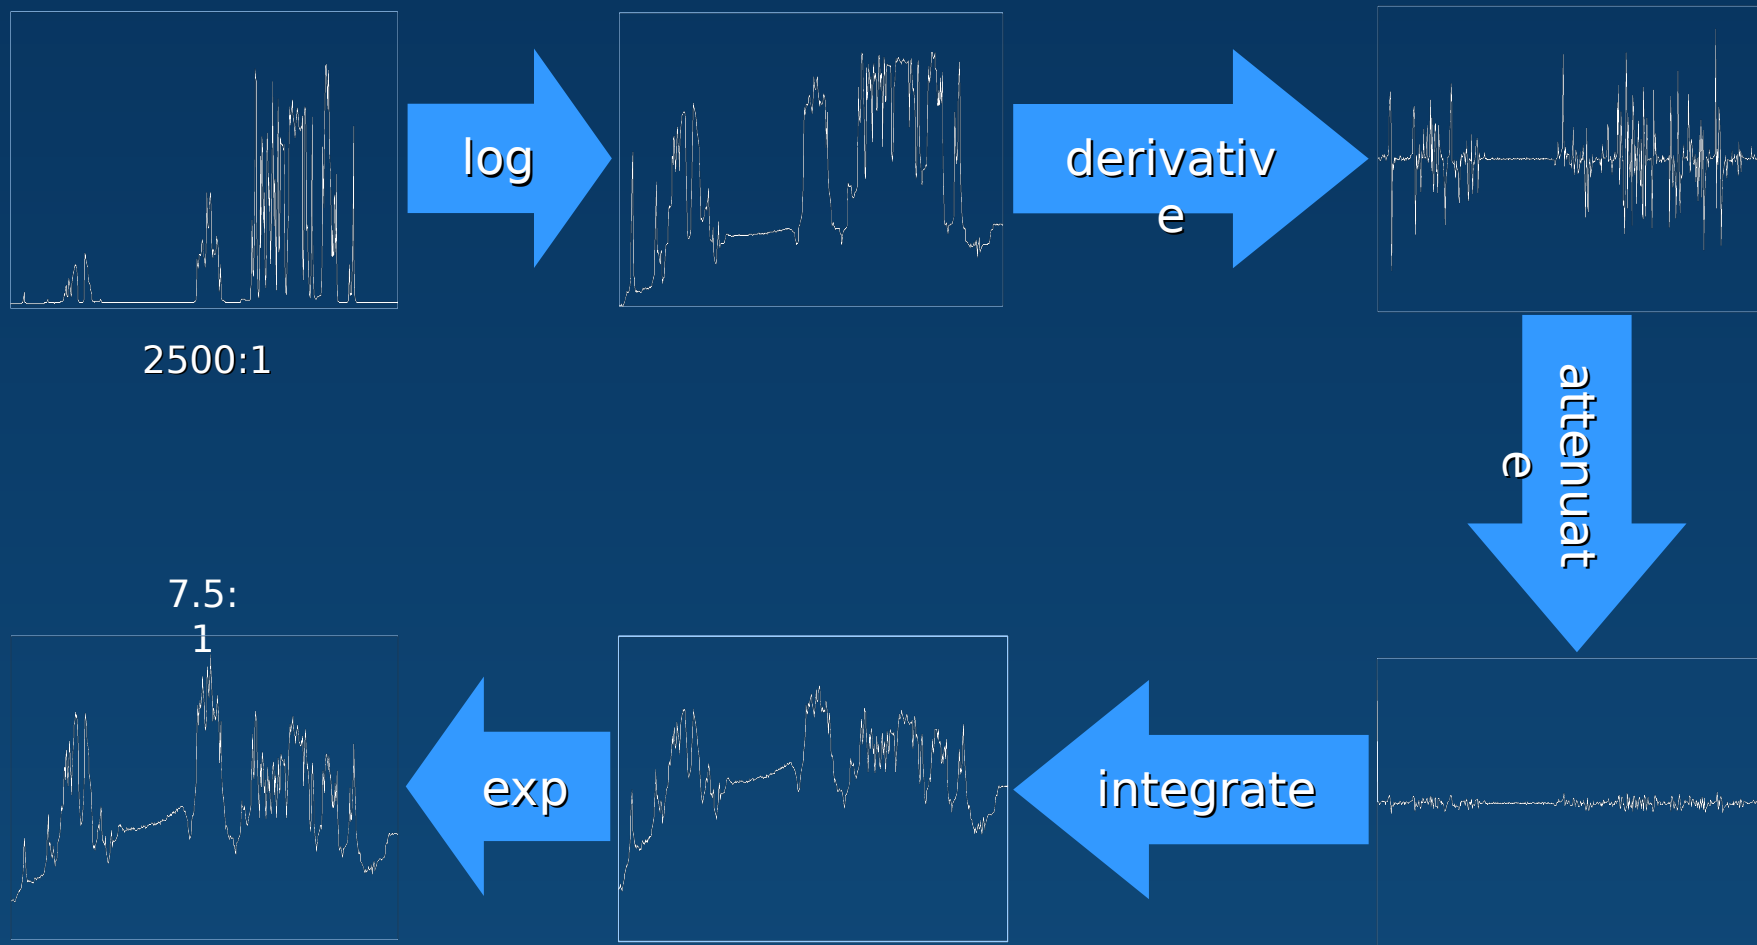 log
derivativ
e
2500:1
attenuat
e
7.5:
1
exp
integrate